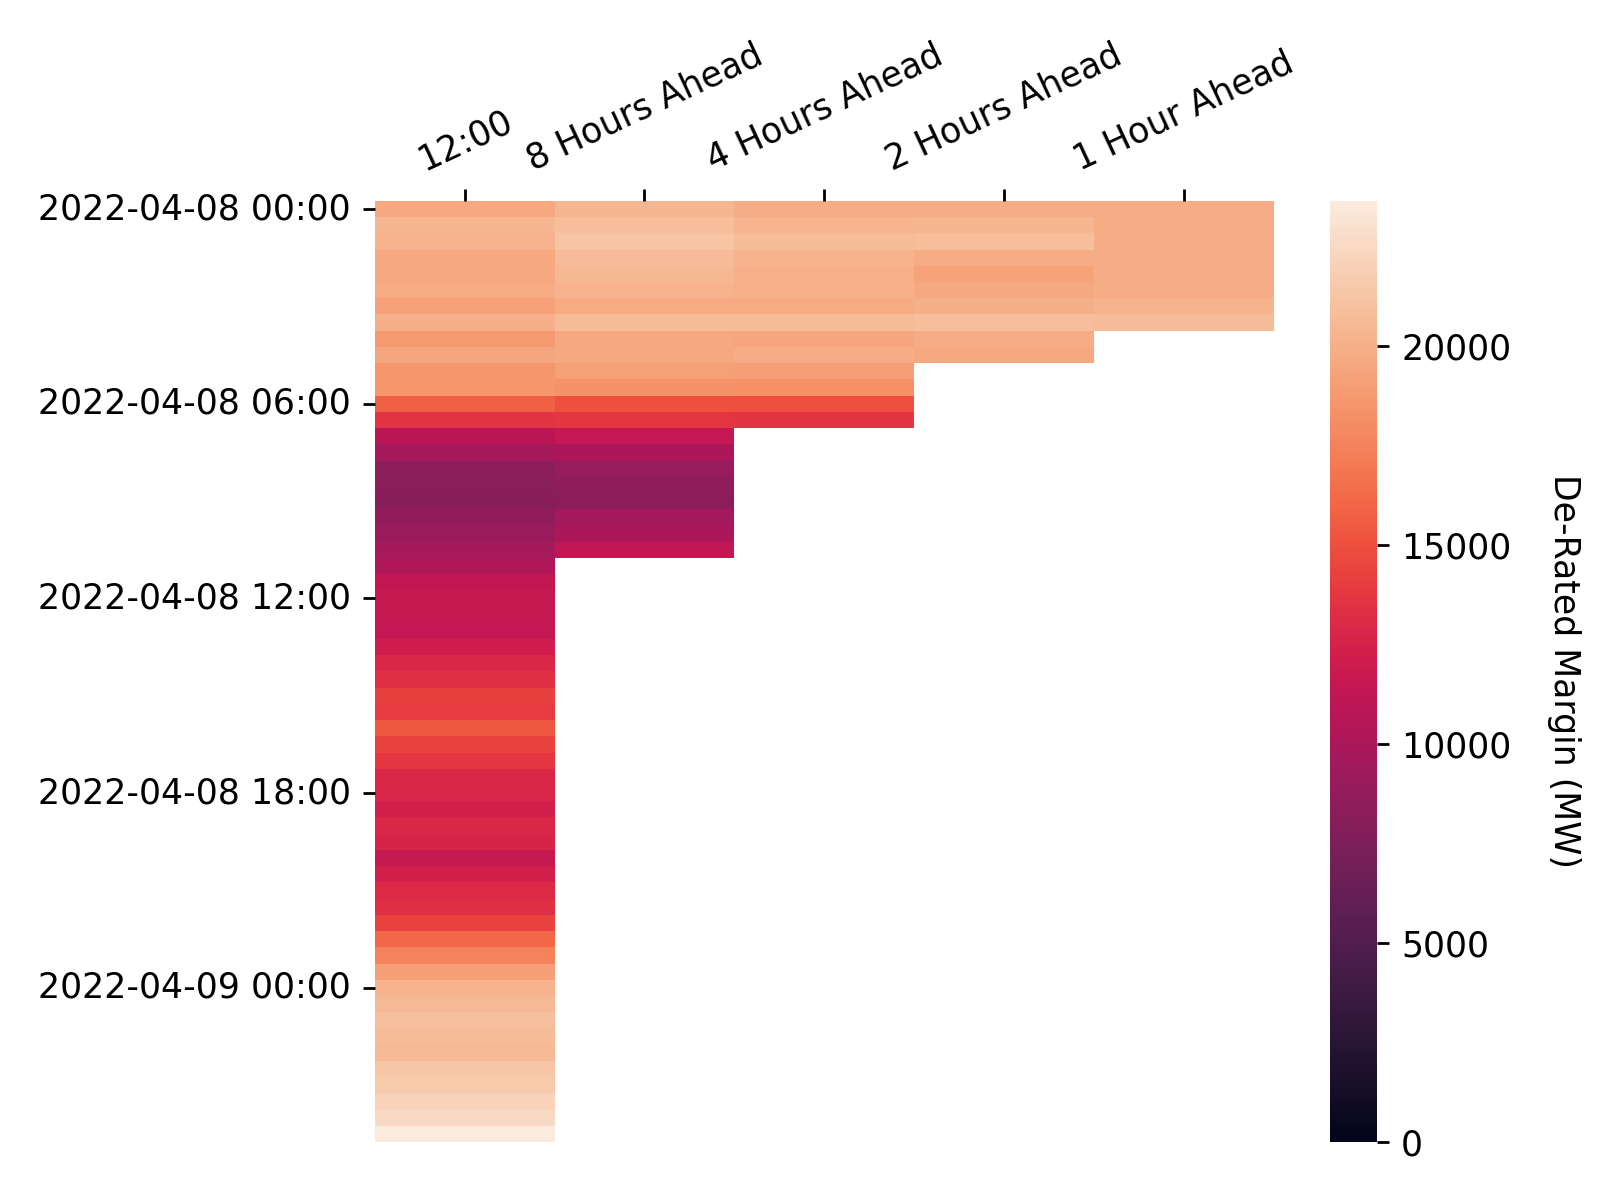 12:00
8 Hours Ahead
4 Hours Ahead
2 Hours Ahead
1 Hour Ahead
2022-04-08 00:00
2022-04-08 06:00
2022-04-08 12:00
2022-04-08 18:00
2022-04-09 00:00
20000
15000
10000
5000
0
De-Rated Margin (MW)